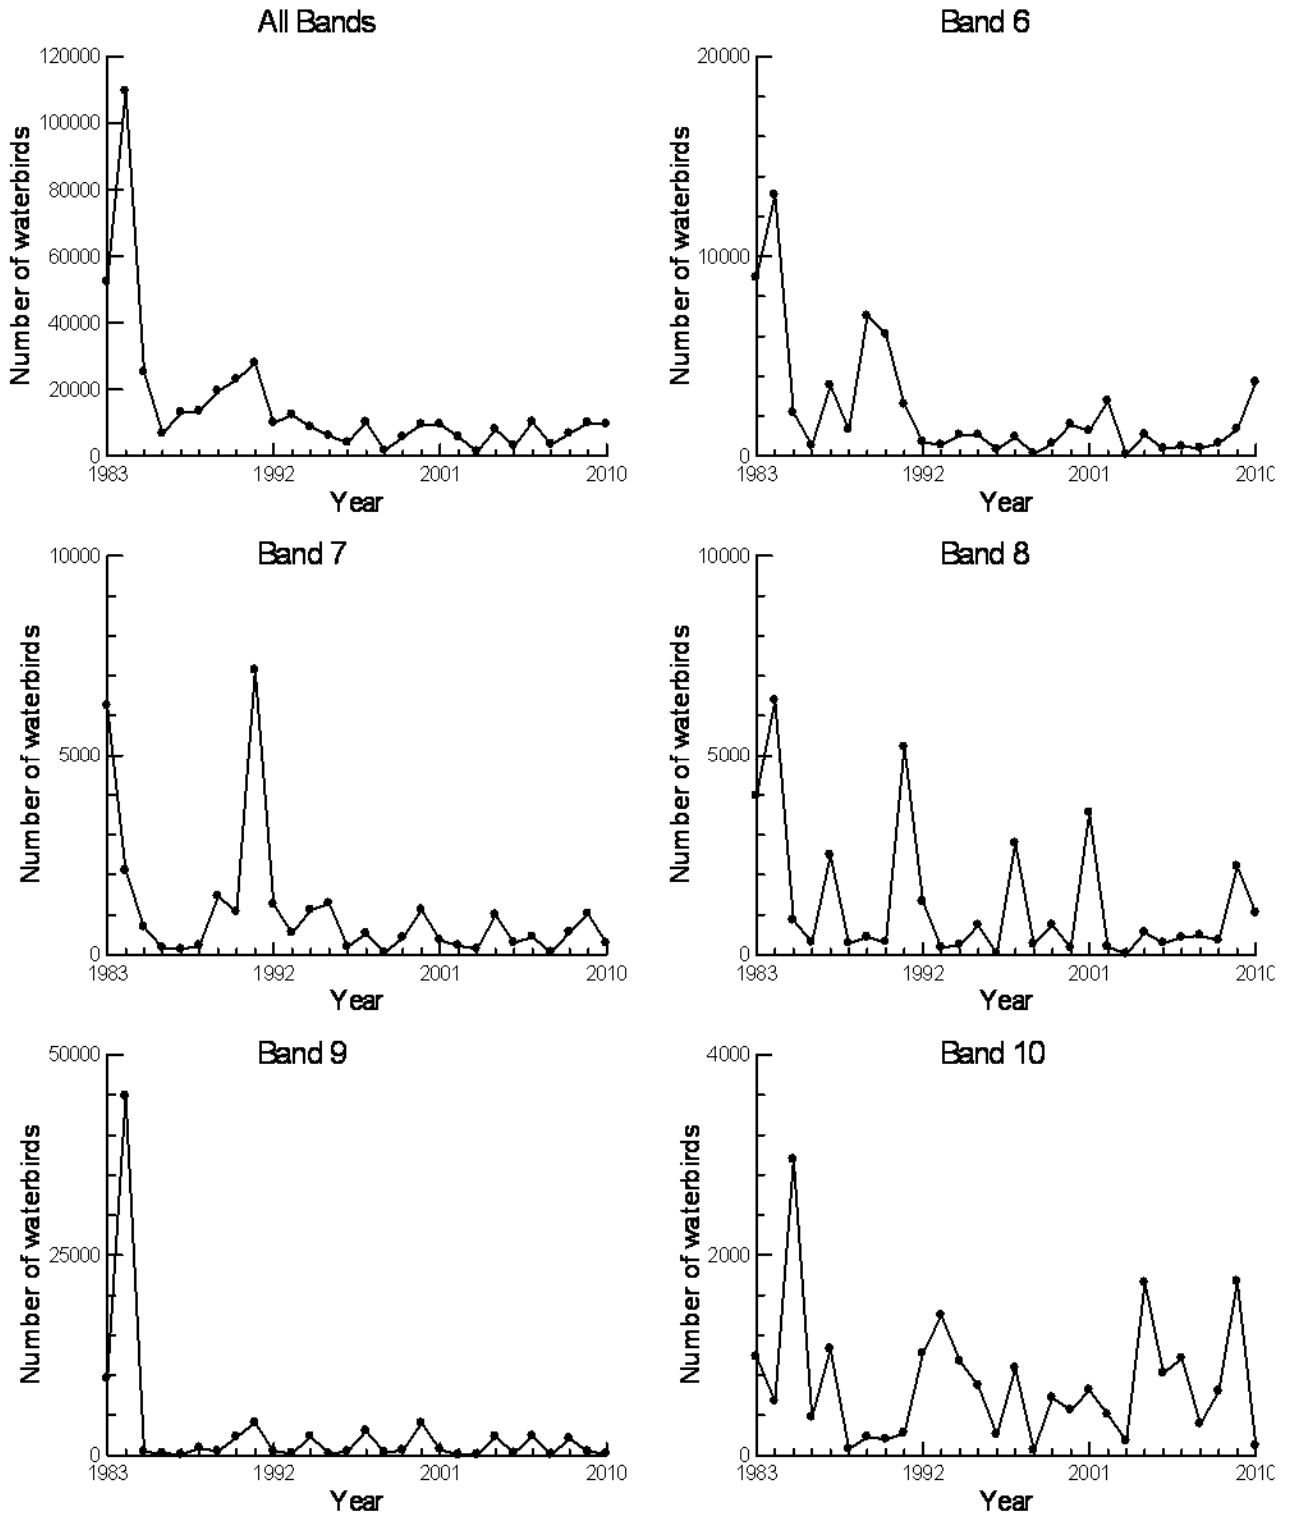 All Bands
120000
100000
80000
60000
40000
20000
0
Number of waterbirds
1983 1992 2001 2010
Year
Band 6
20000
10000
0
Number of waterbirds
1983 1992 2001 2010
Year
Band 7
10000
5000
0
Number of waterbirds
1983 1992 2001 2010
Year
Band 8
10000
5000
0
Number of waterbirds
1983 1992 2001 2010
Year
Band 9
50000
25000
0
Number of waterbirds
1983 1992 2001 2010
Year
Band 10
4000
2000
0
Number of waterbirds
1983 1992 2001 2010
Year